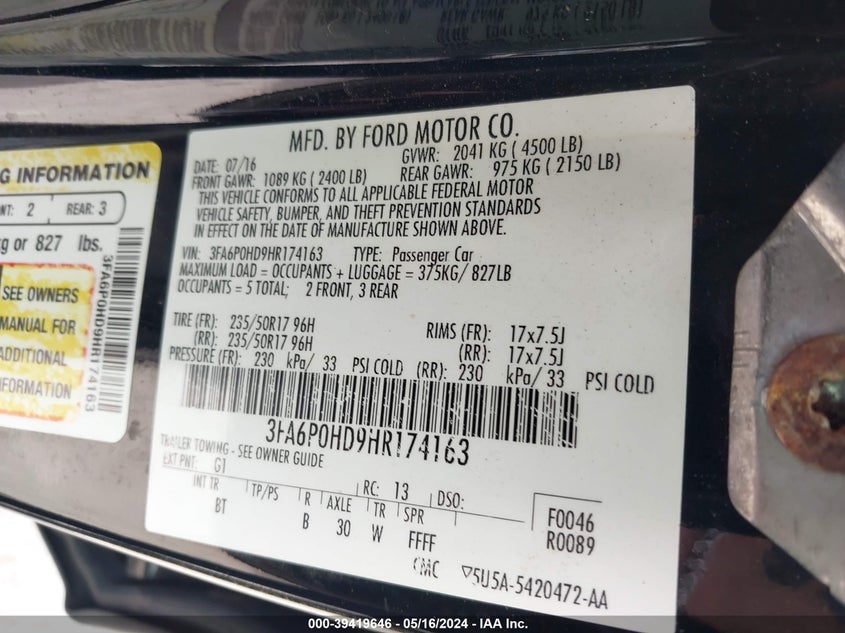 MFD. BY FORD MOTOR CO.
DATE: 07/16 GVWR: 2041 KG ( 4500 LB)
FRONT GAWR: 1089 KG ( 2400 LB) REAR GAWR: 975 KG ( 2150 LB)
THIS VEHICLE CONFORMS TO ALL APPLICABLE FEDERAL MOTOR
VEHICLE SAFETY, BUMPER, AND THEFT PREVENTION STANDARDS
IN EFFECT ON THE DATE OF MANUFACTURE SHOWN ABOVE.
VIN: 3FA6P0HD9HR174163 TYPE: Passenger Car
MAXIMUM LOAD = OCCUPANTS + LUGGAGE = 375KG/ 827LB
OCCUPANTS = 5 TOTAL; 2 FRONT, 3 REAR
TIRE (FR): 235/50R17 96H RIMS (FR): 17x7.5J
(RR): 235/50R17 96H (RR): 17x7.5J
PRESSURE (FR): 230 kPa/ 33 PSI COLD (RR): 230 kPa/33 PSI COLD
3FA6P0HD9HR174163
TRAILER TOWING - SEE OWNER GUIDE
EXT PNT: G1 RC: 13 DSO:
INT TR TP/PS R AXLE TR SPR F0046
BT B 30 W FFFF R0089
CMC ▽5U5A-5420472-AA
G INFORMATION
NT: 2 REAR: 3
kg or 827 lbs.
SEE OWNERS
MANUAL FOR
ADDITIONAL
INFORMATION
3FA6P0HD9HR174163
000-39419646 - 05/16/2024 - IAA Inc.